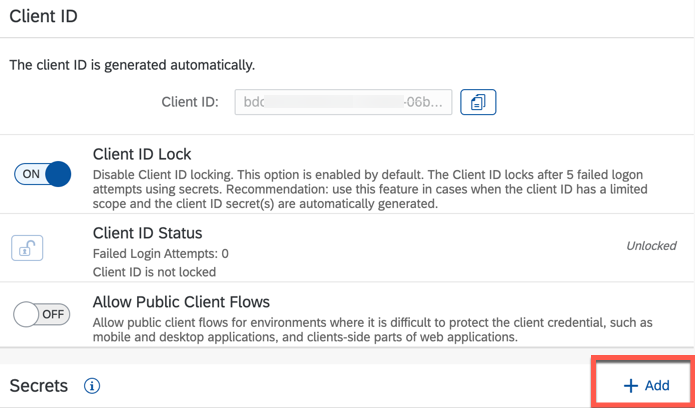 Client ID
The client ID is generated automatically.
Client ID: bdc -06b...
Client ID Lock
ON
Disable Client ID locking. This option is enabled by default. The Client ID locks after 5 failed logon
attempts using secrets. Recommendation: use this feature in cases when the client ID has a limited
scope and the client ID secret(s) are automatically generated.
Client ID Status
Failed Login Attempts: 0
Unlocked
Client ID is not locked
Allow Public Client Flows
OFF
Allow public client flows for environments where it is difficult to protect the client credential, such as
mobile and desktop applications, and clients-side parts of web applications.
Secrets
+ Add